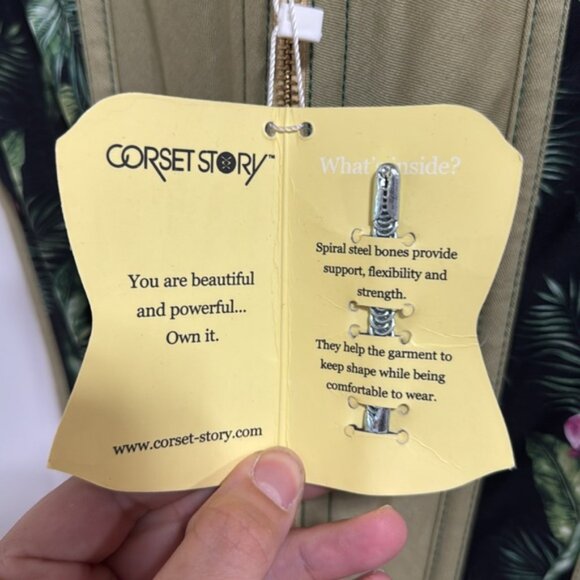 CORSET STORY™
You are beautiful
and powerful...
Own it.
www.corset-story.com
What's inside?
Spiral steel bones provide
support, flexibility and
strength.
They help the garment to
keep shape while being
comfortable to wear.